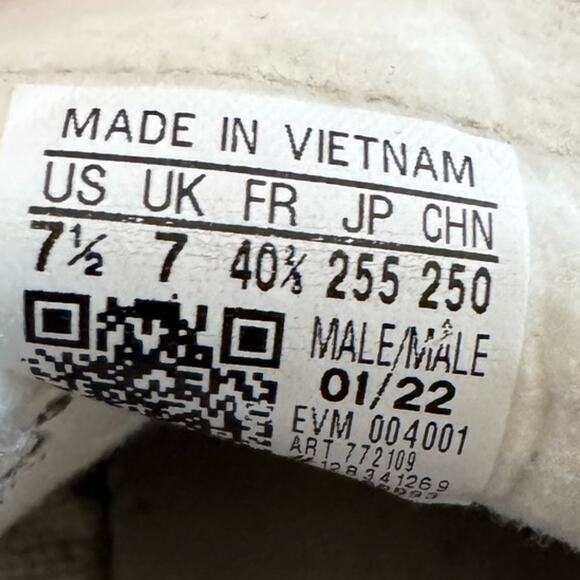 MADE IN VIETNAM
US UK FR JP CHN
7½ 7 40⅔ 255 250
MALE/MÂLE
01/22
EVM 004001
ART 772109